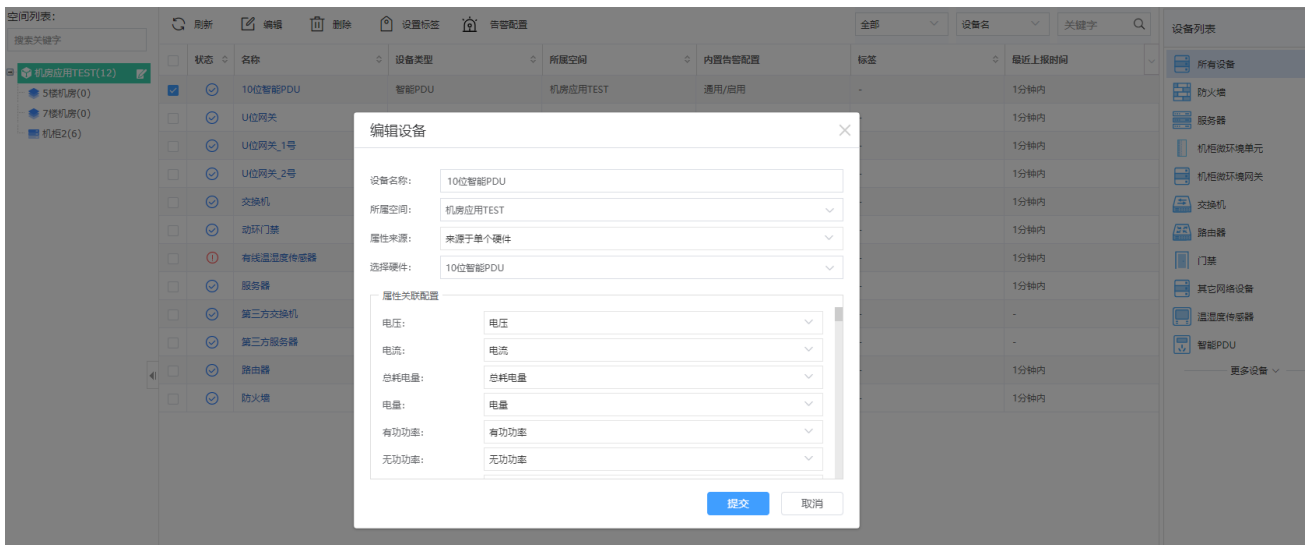 空间列表:
搜索关键字
机房应用TEST(12)
5楼机房(0)
7楼机房(0)
机柜2(6)
刷新 编辑 删除 设置标签 告警配置 全部 设备名 关键字
状态 名称 设备类型 所属空间 内置告警配置 标签 最近上报时间
10位智能PDU 智能PDU 机房应用TEST 通用/启用 - 1分钟内
U位网关 - 1分钟内
U位网关_1号 - 1分钟内
U位网关_2号 - 1分钟内
交换机 - 1分钟内
动环门禁 - 1分钟内
有线温湿度传感器 - 1分钟内
服务器 - 1分钟内
第三方交换机 - -
第三方服务器 - -
路由器 - 1分钟内
防火墙 - 1分钟内
编辑设备
设备名称: 10位智能PDU
所属空间: 机房应用TEST
属性来源: 来源于单个硬件
选择硬件: 10位智能PDU
属性关联配置
电压: 电压
电流: 电流
总耗电量: 总耗电量
电量: 电量
有功功率: 有功功率
无功功率: 无功功率
提交 取消
设备列表
所有设备
防火墙
服务器
机柜微环境单元
机柜微环境网关
交换机
路由器
门禁
其它网络设备
温湿度传感器
智能PDU
更多设备